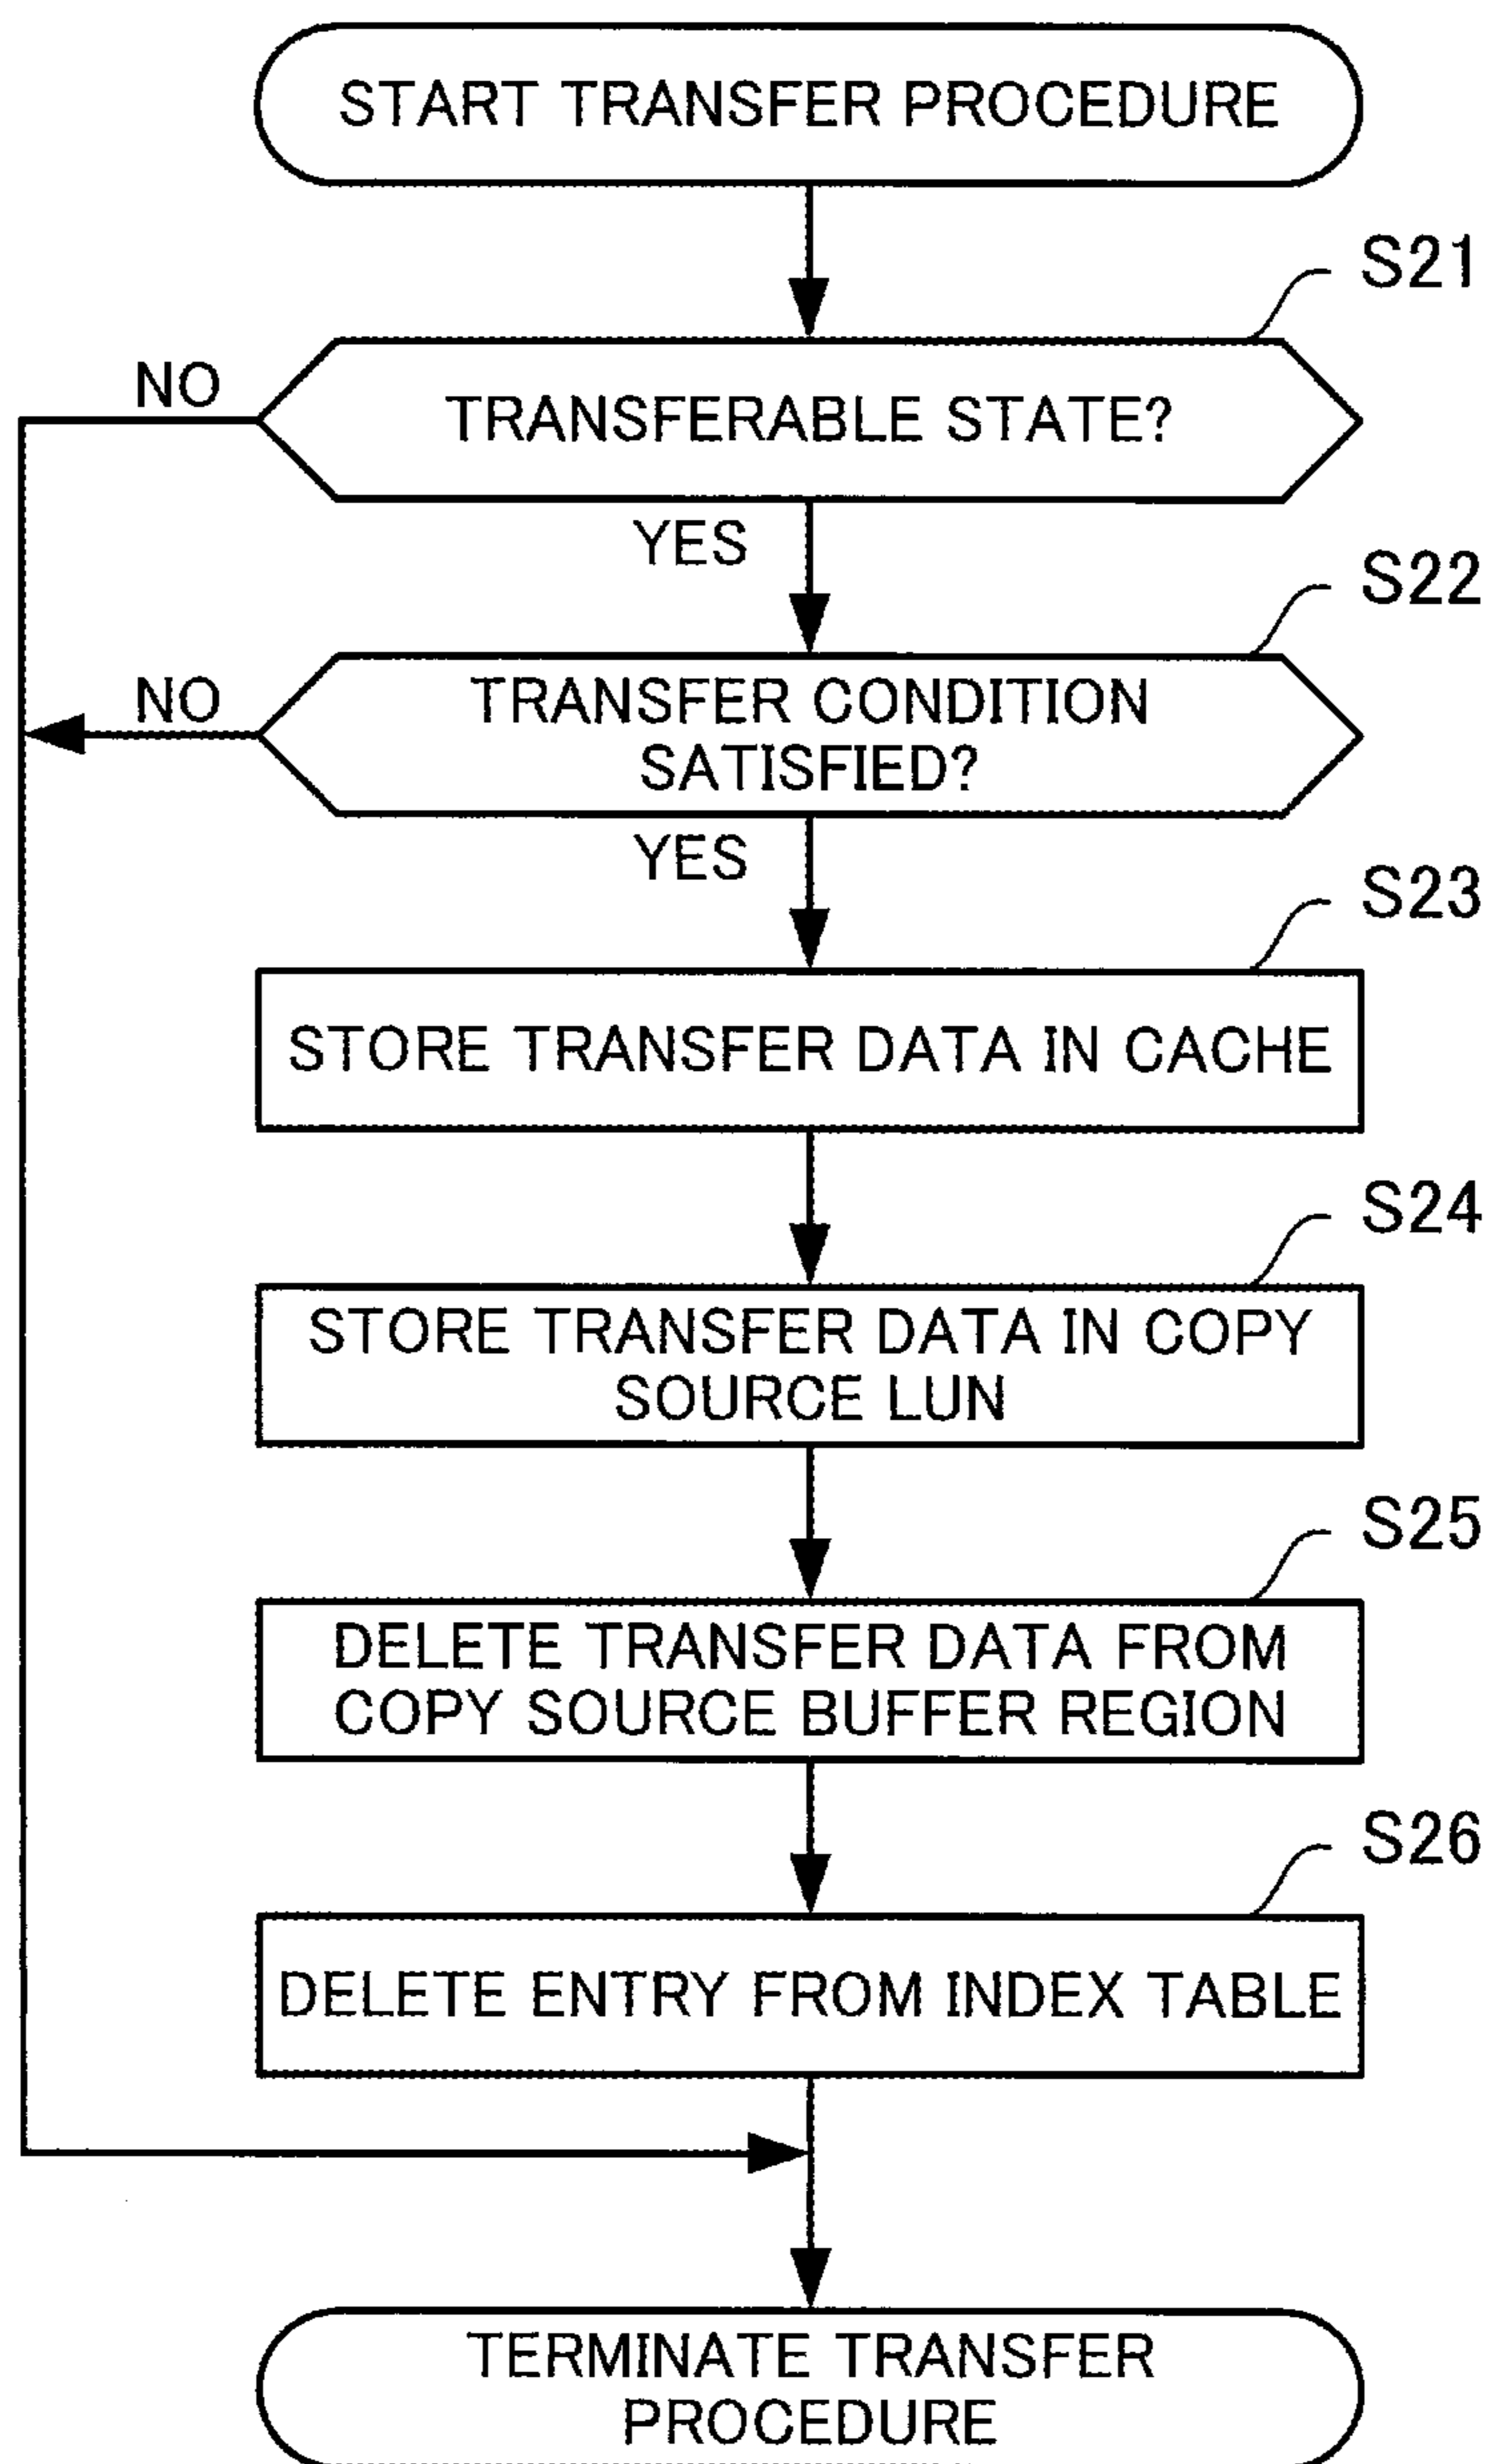 START TRANSFER PROCEDURE
S21
NO
TRANSFERABLE STATE?
YES
S22
NO
TRANSFER CONDITION
SATISFIED?
YES
S23
STORE TRANSFER DATA IN CACHE
S24
STORE TRANSFER DATA IN COPY
SOURCE LUN
S25
DELETE TRANSFER DATA FROM
COPY SOURCE BUFFER REGION
S26
DELETE ENTRY FROM INDEX TABLE
TERMINATE TRANSFER
PROCEDURE